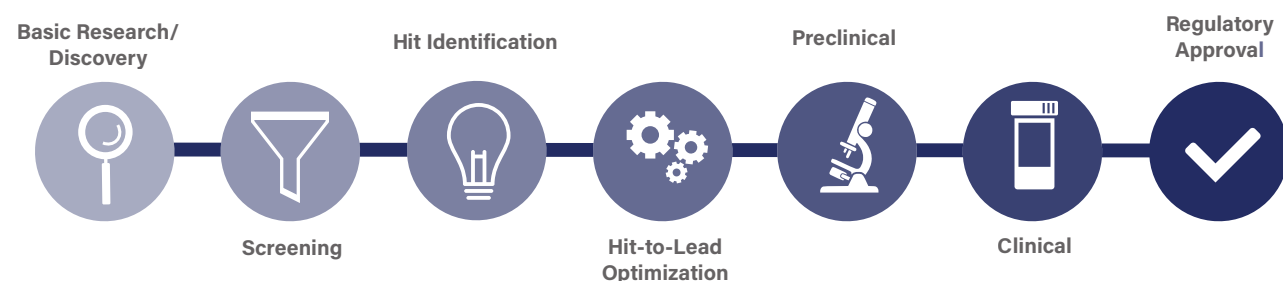 Basic Research/
Discovery
Screening
Hit Identification
Hit-to-Lead
Optimization
Preclinical
Clinical
Regulatory
Approval